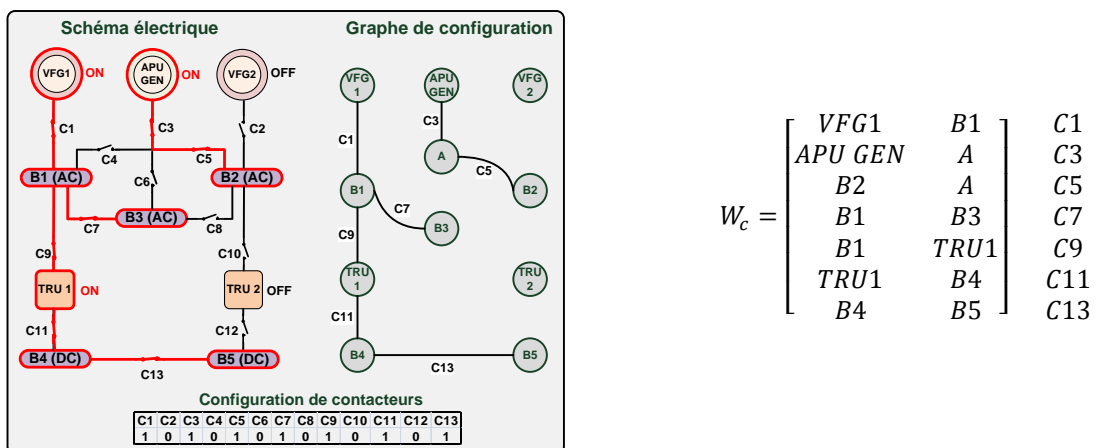 Schéma électrique
Graphe de configuration
VFG1 ON
APU GEN ON
VFG2 OFF
C1
C3
C2
C4
C5
B1 (AC)
C6
B2 (AC)
B3 (AC)
C7
C8
C9
C10
TRU 1 ON
TRU 2 OFF
C11
C12
B4 (DC)
B5 (DC)
C13
VFG 1
APU GEN
VFG 2
C3
C1
A
C5
B1
B2
C7
B3
C9
TRU 1
TRU 2
C11
B4
B5
C13
Configuration de contacteurs
C1 C2 C3 C4 C5 C6 C7 C8 C9 C10 C11 C12 C13
1 0 1 0 1 0 1 0 1 0 1 0 1
VFG1 B1 C1
APU GEN A C3
B2 A C5
W_c = B1 B3 C7
B1 TRU1 C9
TRU1 B4 C11
B4 B5 C13